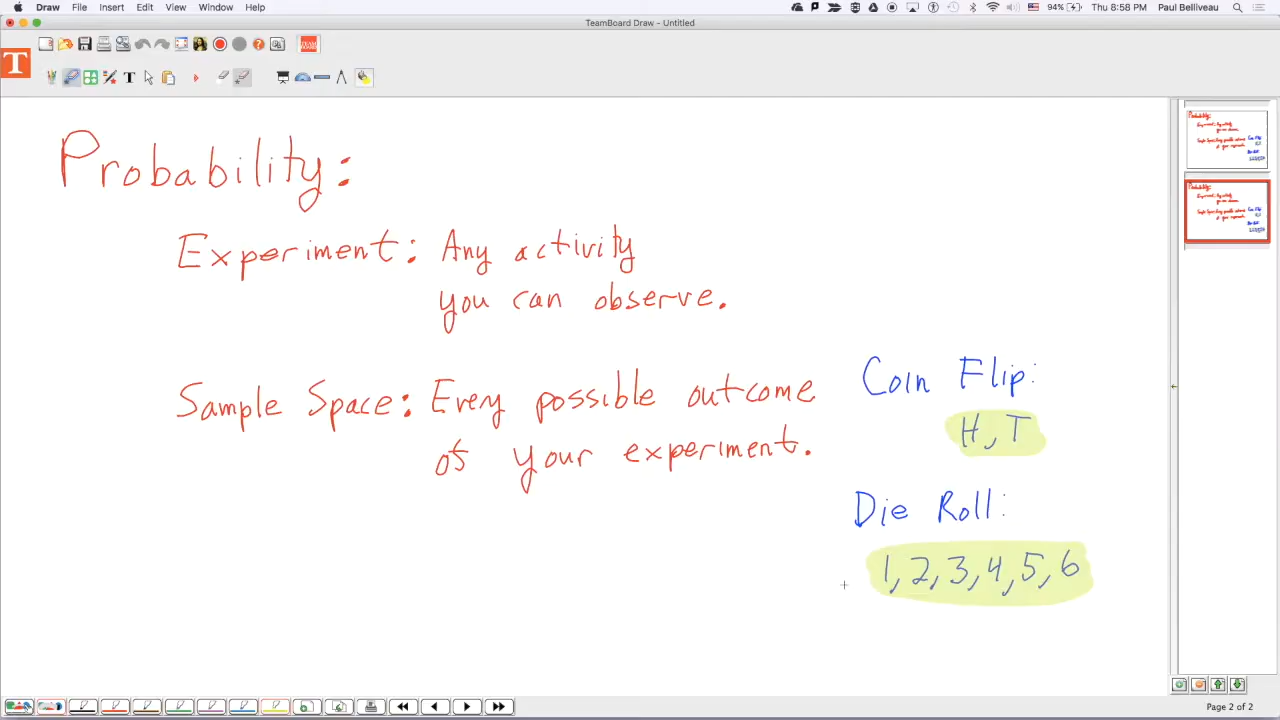 Draw File Insert Edit View Window Help
94% Thu 8:58 PM Paul Belliveau
TeamBoard Draw - Untitled
T
Probability:
Experiment: Any activity
you can observe.
Sample Space: Every possible outcome
of your experiment.
Coin Flip:
H, T
Die Roll:
1, 2, 3, 4, 5, 6
Page 2 of 2